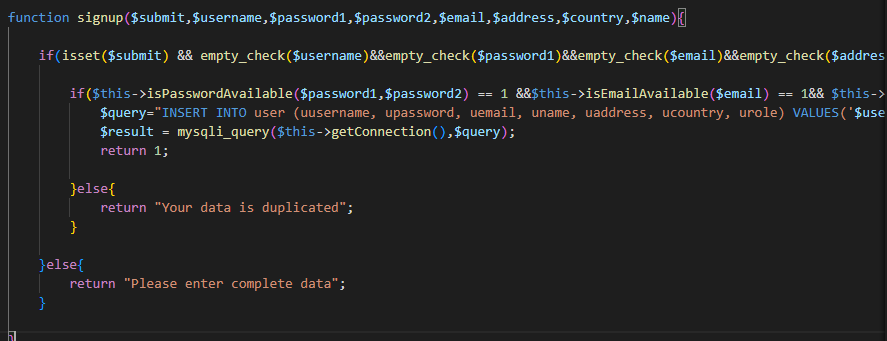 function signup($submit,$username,$password1,$password2,$email,$address,$country,$name){
if(isset($submit) && empty_check($username)&&empty_check($password1)&&empty_check($email)&&empty_check($addres
if($this->isPasswordAvailable($password1,$password2) == 1 &&$this->isEmailAvailable($email) == 1&& $this->
$query="INSERT INTO user (uusername, upassword, uemail, uname, uaddress, ucountry, urole) VALUES('$use
$result = mysqli_query($this->getConnection(),$query);
return 1;
}else{
return "Your data is duplicated";
}
}else{
return "Please enter complete data";
}
}